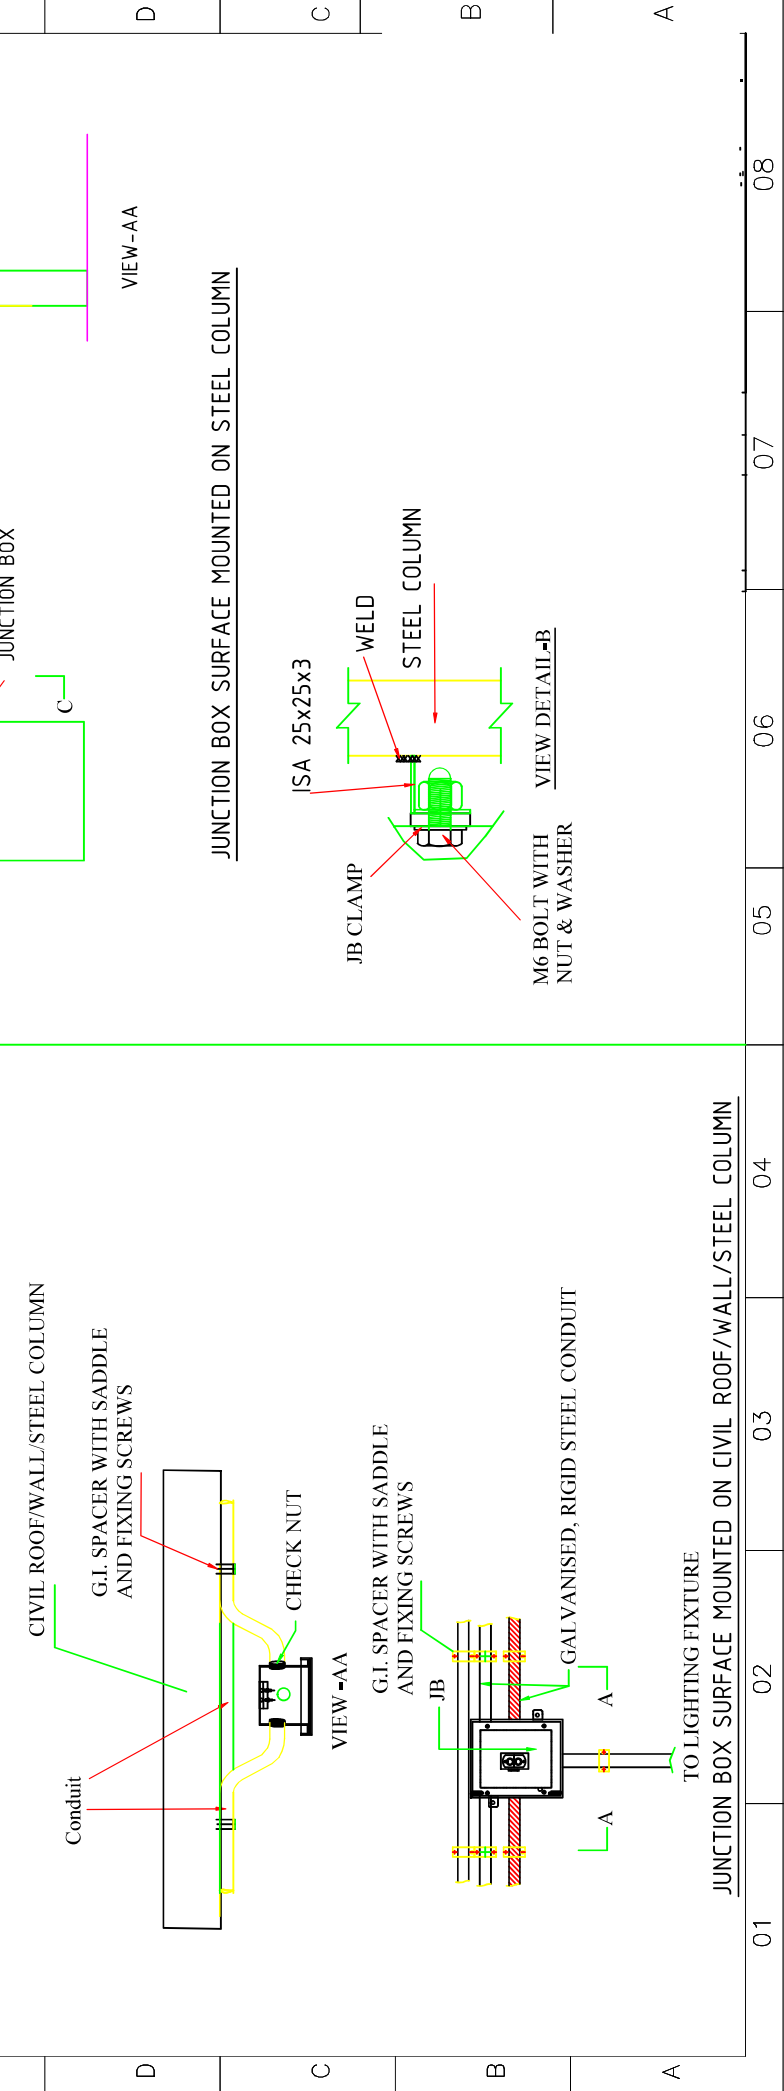 D
C
B
A
08
07
06
05
04
03
02
01
VIEW-AA
JUNCTION BOX
C
JUNCTION BOX SURFACE MOUNTED ON STEEL COLUMN
ISA 25x25x3
WELD
STEEL COLUMN
JB CLAMP
VIEW DETAIL-B
M6 BOLT WITH
NUT & WASHER
CIVIL ROOF/WALL/STEEL COLUMN
G.I. SPACER WITH SADDLE
AND FIXING SCREWS
Conduit
CHECK NUT
VIEW -AA
G.I. SPACER WITH SADDLE
AND FIXING SCREWS
JB
GALVANISED, RIGID STEEL CONDUIT
A
A
TO LIGHTING FIXTURE
JUNCTION BOX SURFACE MOUNTED ON CIVIL ROOF/WALL/STEEL COLUMN
D
C
B
A